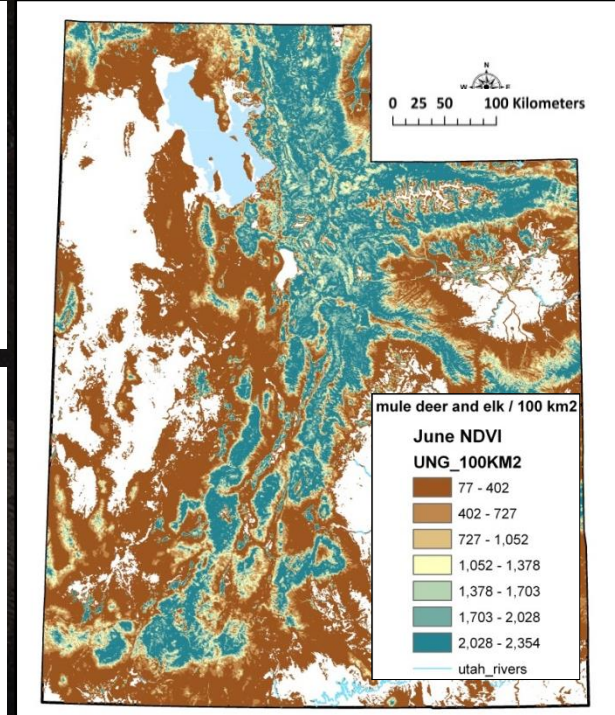 N
W E
S
0 25 50 100 Kilometers
mule deer and elk / 100 km2
June NDVI
UNG_100KM2
77 - 402
402 - 727
727 - 1,052
1,052 - 1,378
1,378 - 1,703
1,703 - 2,028
2,028 - 2,354
utah_rivers